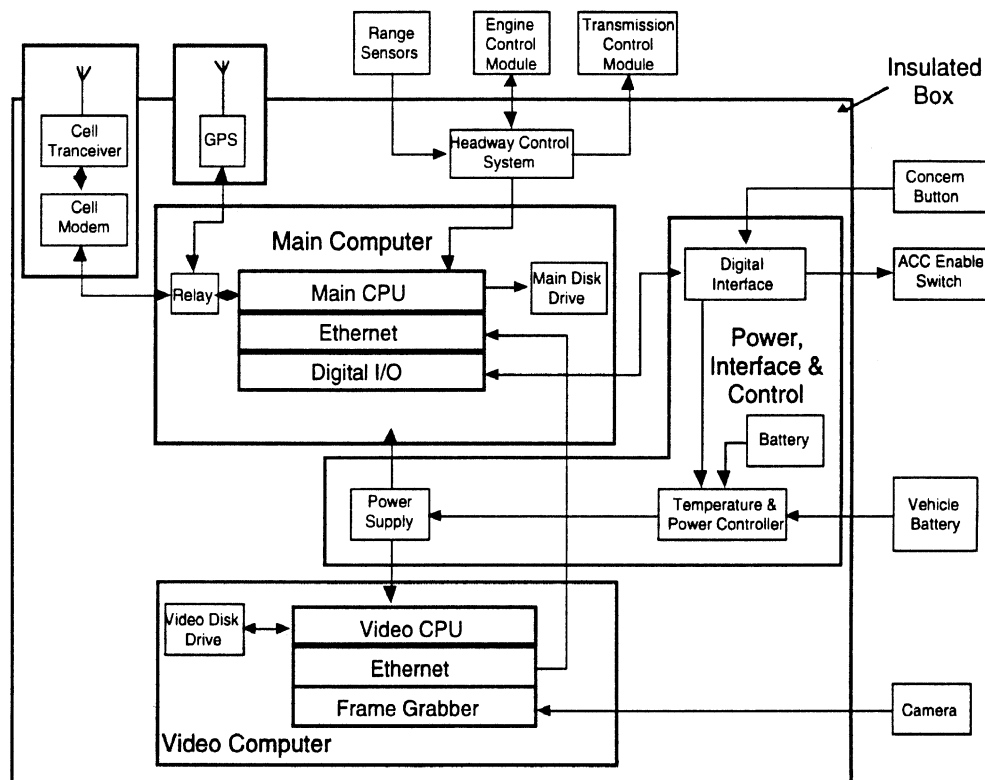 Range
Sensors
Engine
Control
Module
Transmission
Control
Module
Insulated
Box
Cell
Tranceiver
GPS
Headway Control
System
Cell
Modem
Concern
Button
Main Computer
Digital
Interface
ACC Enable
Switch
Relay
Main CPU
Main Disk
Drive
Ethernet
Digital I/O
Power,
Interface &
Control
Battery
Power
Supply
Temperature &
Power Controller
Vehicle
Battery
Video Disk
Drive
Video CPU
Ethernet
Frame Grabber
Camera
Video Computer